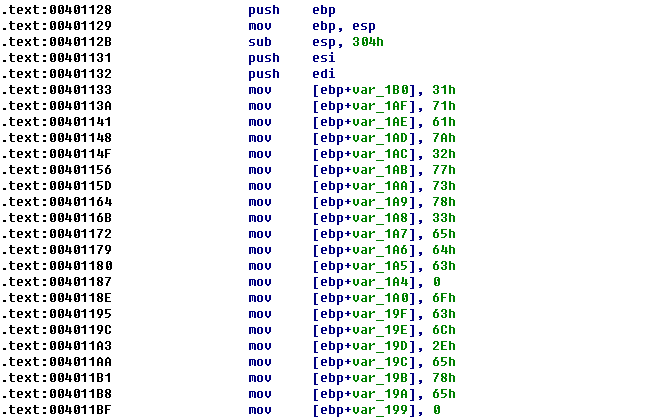 .text:00401128 push ebp
.text:00401129 mov ebp, esp
.text:0040112B sub esp, 304h
.text:00401131 push esi
.text:00401132 push edi
.text:00401133 mov [ebp+var_1B0], 31h
.text:0040113A mov [ebp+var_1AF], 71h
.text:00401141 mov [ebp+var_1AE], 61h
.text:00401148 mov [ebp+var_1AD], 7Ah
.text:0040114F mov [ebp+var_1AC], 32h
.text:00401156 mov [ebp+var_1AB], 77h
.text:0040115D mov [ebp+var_1AA], 73h
.text:00401164 mov [ebp+var_1A9], 78h
.text:0040116B mov [ebp+var_1A8], 33h
.text:00401172 mov [ebp+var_1A7], 65h
.text:00401179 mov [ebp+var_1A6], 64h
.text:00401180 mov [ebp+var_1A5], 63h
.text:00401187 mov [ebp+var_1A4], 0
.text:0040118E mov [ebp+var_1A0], 6Fh
.text:00401195 mov [ebp+var_19F], 63h
.text:0040119C mov [ebp+var_19E], 6Ch
.text:004011A3 mov [ebp+var_19D], 2Eh
.text:004011AA mov [ebp+var_19C], 65h
.text:004011B1 mov [ebp+var_19B], 78h
.text:004011B8 mov [ebp+var_19A], 65h
.text:004011BF mov [ebp+var_199], 0